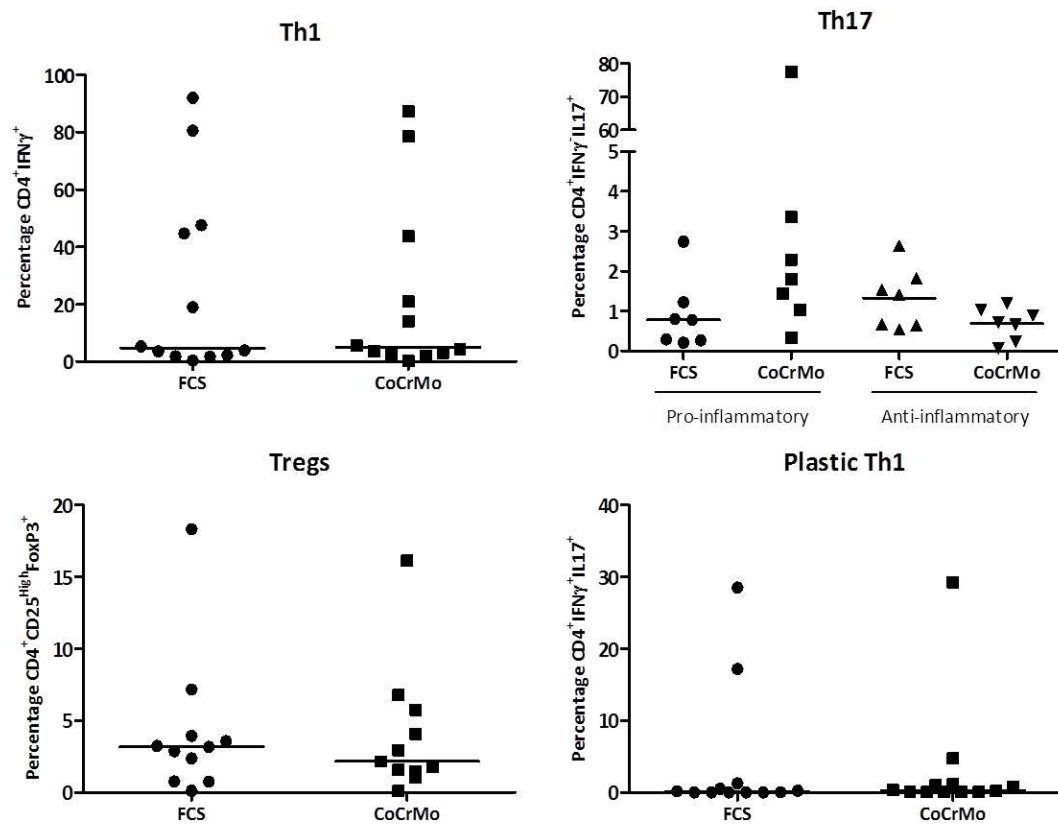 Th1
Percentage CD4⁺IFNγ⁺
100
80
60
40
20
0
FCS
CoCrMo
Th17
Percentage CD4⁺IFNγ⁻IL17⁺
80
70
60
5
4
3
2
1
0
FCS
CoCrMo
FCS
CoCrMo
Pro-inflammatory
Anti-inflammatory
Tregs
Percentage CD4⁺CD25ᴴⁱᵍʰFoxP3⁺
20
15
10
5
0
FCS
CoCrMo
Plastic Th1
Percentage CD4⁺IFNγ⁺IL17⁺
40
30
20
10
0
FCS
CoCrMo